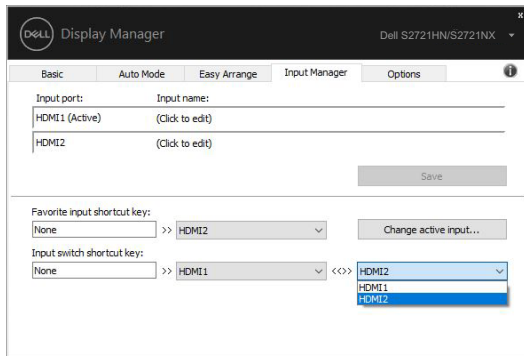 DELL Display Manager Dell S2721HN/S2721NX
x
Basic Auto Mode Easy Arrange Input Manager Options
Input port: Input name:
HDMI1 (Active) (Click to edit)
HDMI2 (Click to edit)
Save
Favorite input shortcut key:
None >> HDMI2 Change active input...
Input switch shortcut key:
None >> HDMI1 <<>> HDMI2
HDMI1
HDMI2